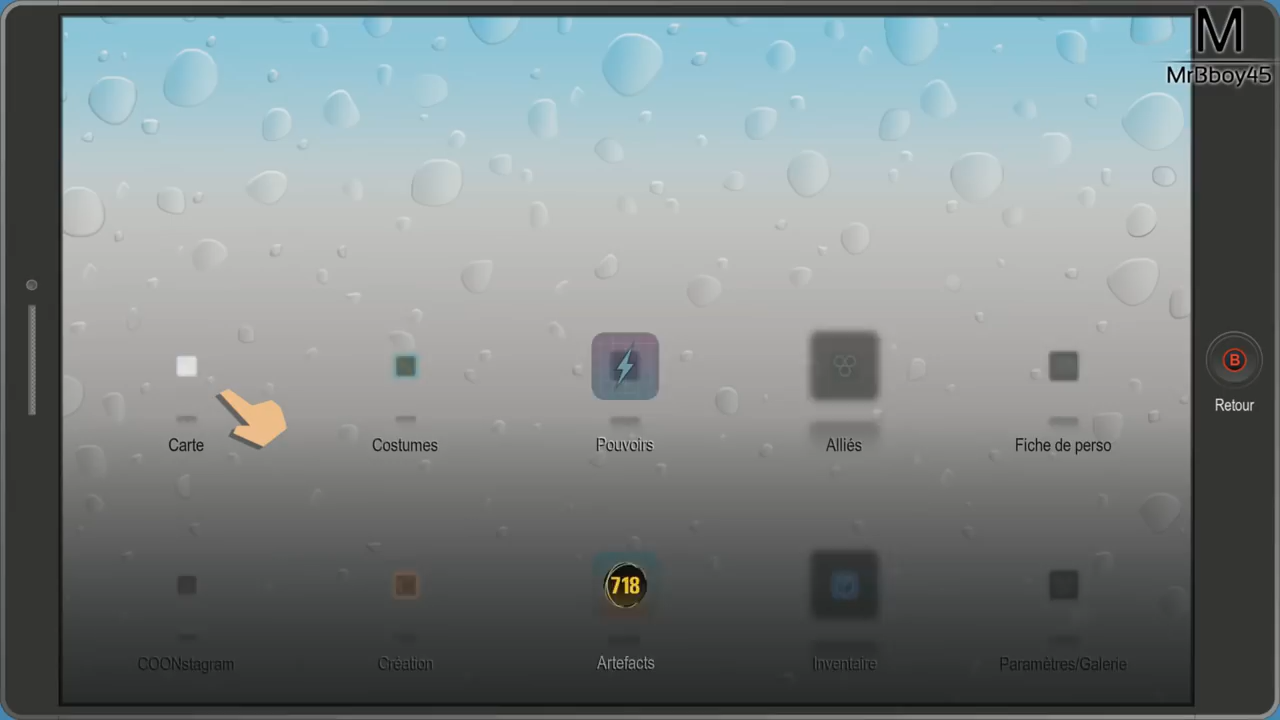 M
MrBboy45
Carte
Costumes
Pouvoirs
Alliés
Fiche de perso
B
Retour
718
COONstagram
Création
Artefacts
Inventaire
Paramètres/Galerie